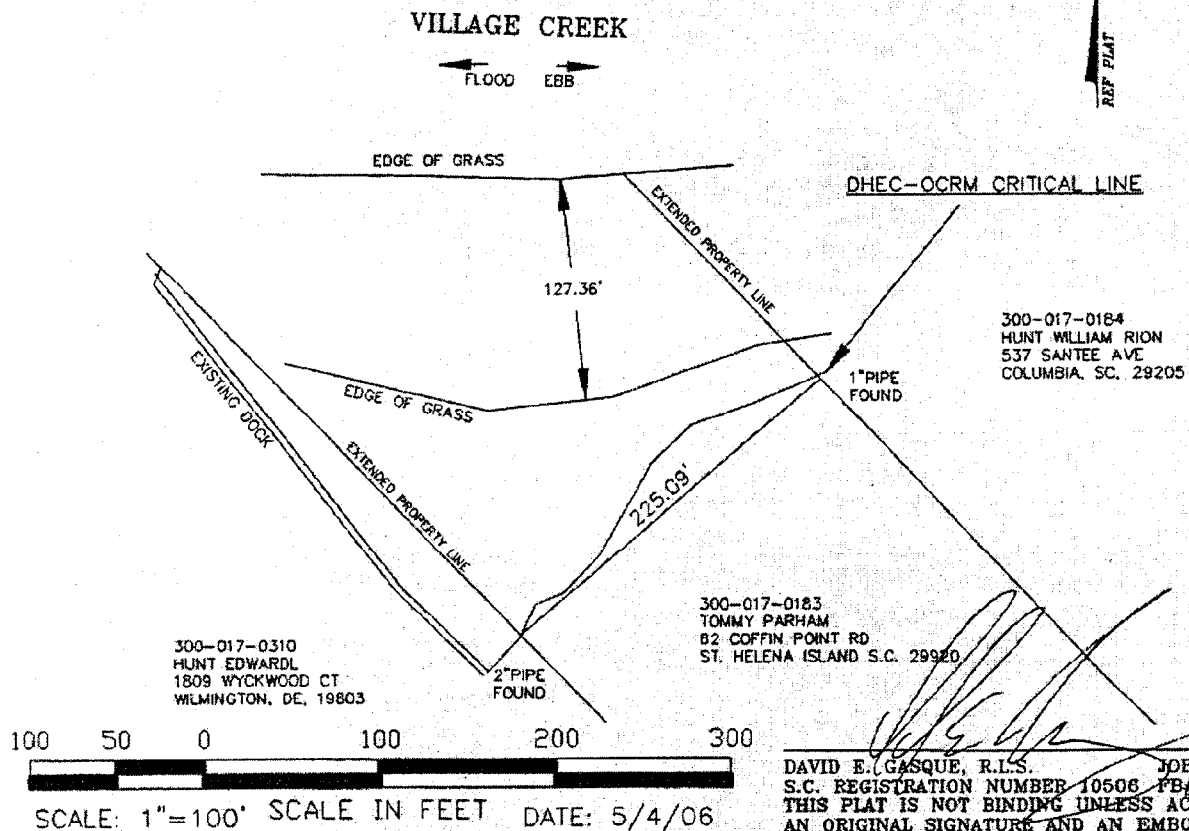 VILLAGE CREEK
FLOOD EBB
REF PLAT
EDGE OF GRASS
DHEC-OCRM CRITICAL LINE
EXTENDED PROPERTY LINE
127.36'
300-017-0184
HUNT WILLIAM RION
537 SANTEE AVE
COLUMBIA, SC, 29205
1"PIPE
FOUND
EXISTING DOCK
EDGE OF GRASS
EXTENDED PROPERTY LINE
225.09'
300-017-0183
TOMMY PARHAM
82 COFFIN POINT RD
ST. HELENA ISLAND S.C. 29920
300-017-0310
HUNT EDWARDL
1809 WYCKWOOD CT
WILMINGTON, DE, 19803
2"PIPE
FOUND
100 50 0 100 200 300
SCALE: 1"=100' SCALE IN FEET DATE: 5/4/06
DAVID E. GASQUE, R.L.S.
S.C. REGISTRATION NUMBER 10506
THIS PLAT IS NOT BINDING UNLESS
AN ORIGINAL SIGNATURE AND AN